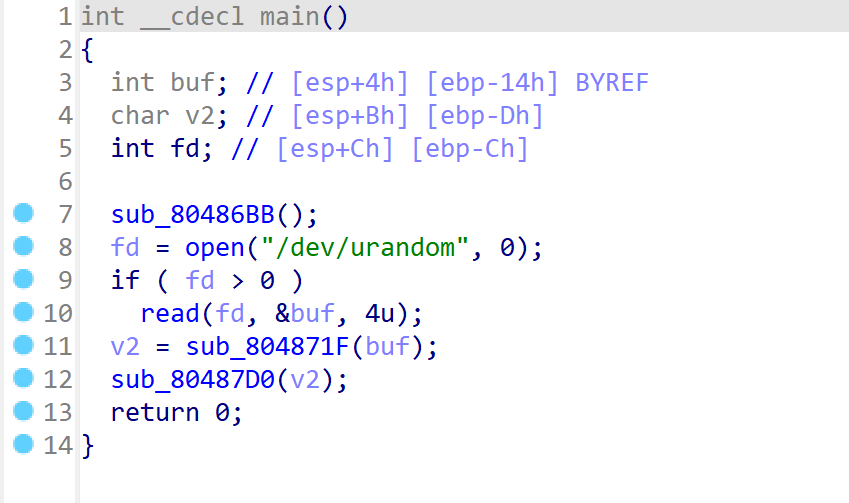 1 int __cdecl main()
2 {
3   int buf; // [esp+4h] [ebp-14h] BYREF
4   char v2; // [esp+Bh] [ebp-Dh]
5   int fd; // [esp+Ch] [ebp-Ch]
6
7   sub_80486BB();
8   fd = open("/dev/urandom", 0);
9   if ( fd > 0 )
10     read(fd, &buf, 4u);
11   v2 = sub_804871F(buf);
12   sub_80487D0(v2);
13   return 0;
14 }